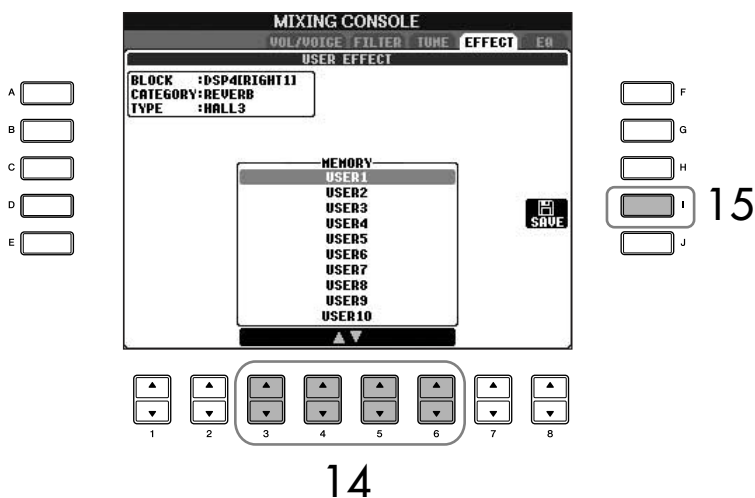 MIXING CONSOLE
VOL/VOICE FILTER TUNE EFFECT EQ
USER EFFECT
BLOCK :DSP4[RIGHT1]
CATEGORY:REVERB
TYPE :HALL3
MEMORY
USER1
USER2
USER3
USER4
USER5
USER6
USER7
USER8
USER9
USER10
SAVE
A
B
C
D
E
F
G
H
I
J
15
1 2 3 4 5 6 7 8
14